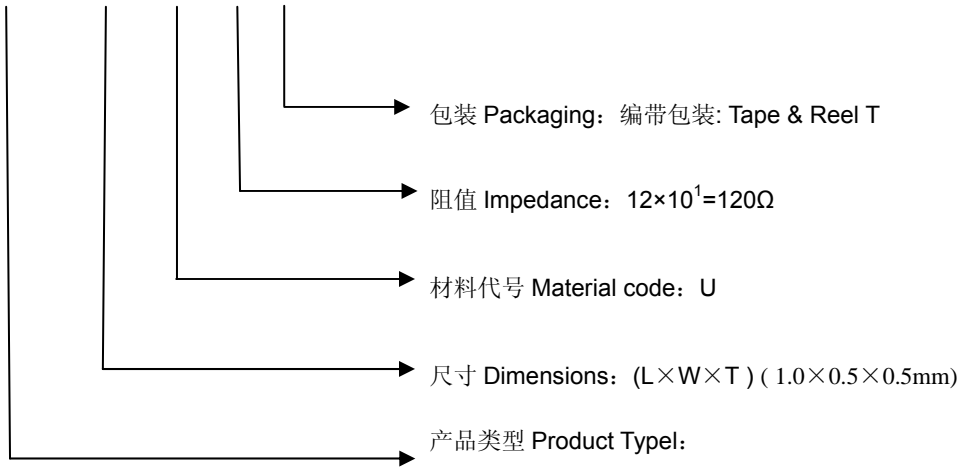 包装 Packaging：编带包装: Tape & Reel T
阻值 Impedance：12×10¹=120Ω
材料代号 Material code：U
尺寸 Dimensions：(L×W×T ) ( 1.0×0.5×0.5mm)
产品类型 Product Typel：